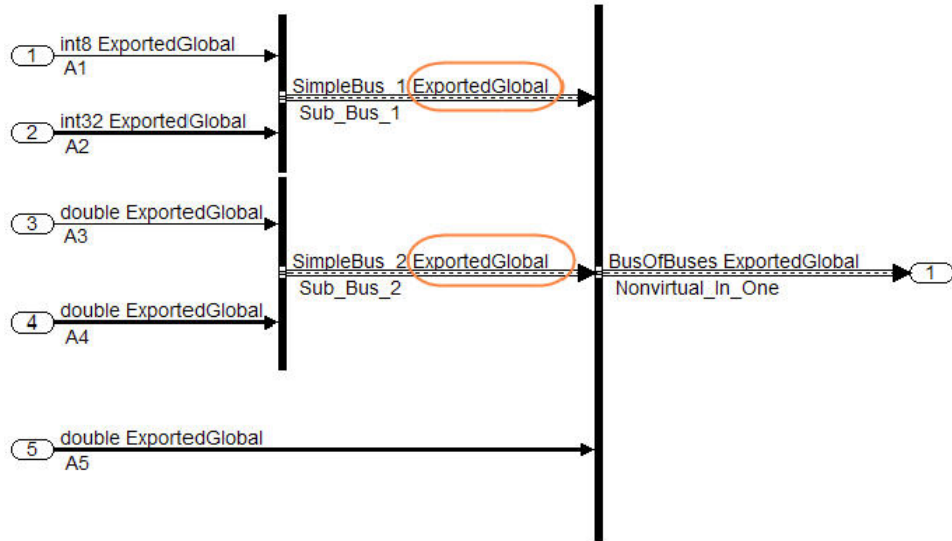 int8 ExportedGlobal
1
A1
SimpleBus_1 ExportedGlobal
Sub_Bus_1
int32 ExportedGlobal
2
A2
double ExportedGlobal
3
A3
SimpleBus_2 ExportedGlobal
Sub_Bus_2
BusOfBuses ExportedGlobal
1
Nonvirtual_In_One
double ExportedGlobal
4
A4
double ExportedGlobal
5
A5